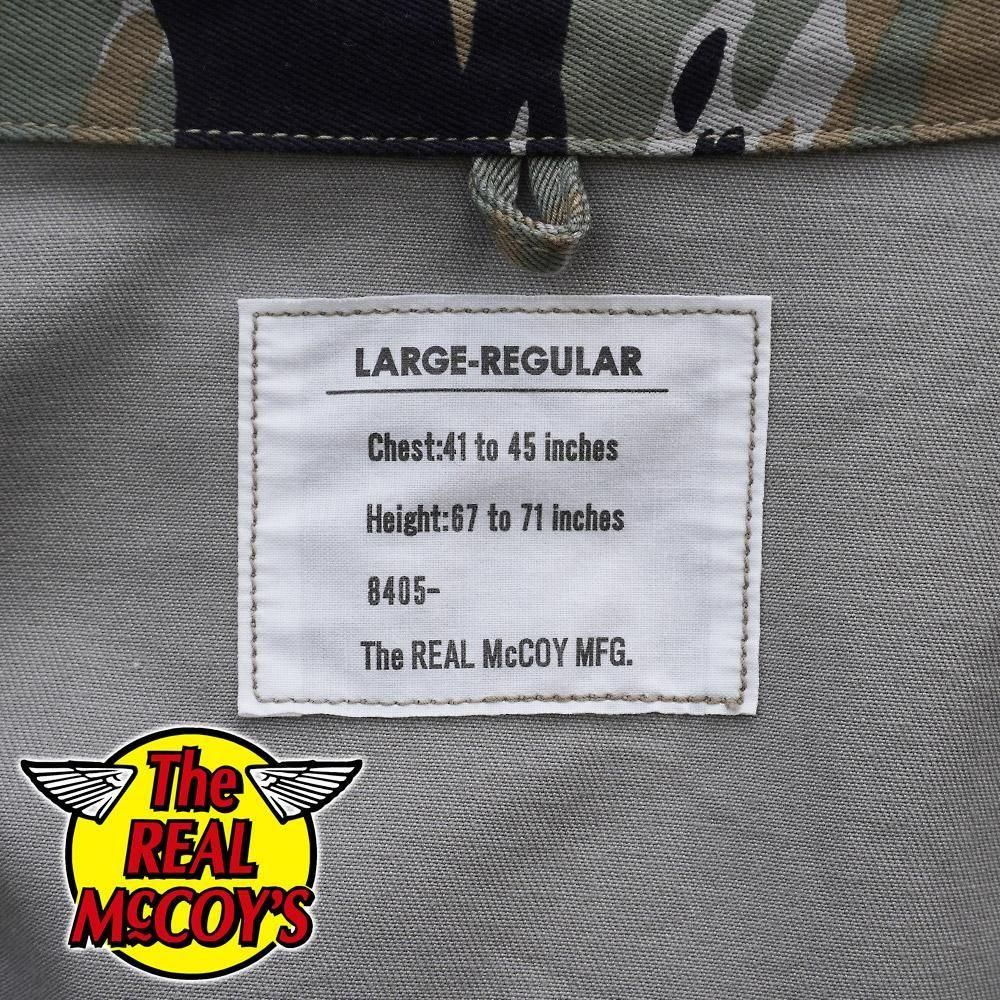 LARGE-REGULAR
Chest:41 to 45 inches
Height:67 to 71 inches
8405-
The REAL McCOY MFG.
The
REAL
McCOY'S